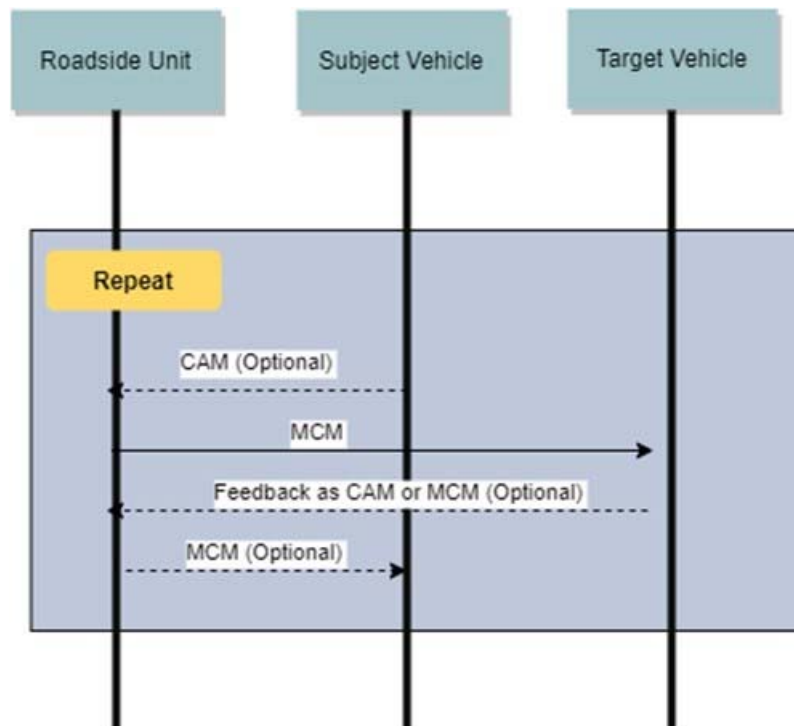 Roadside Unit
Subject Vehicle
Target Vehicle
Repeat
CAM (Optional)
MCM
Feedback as CAM or MCM (Optional)
MCM (Optional)